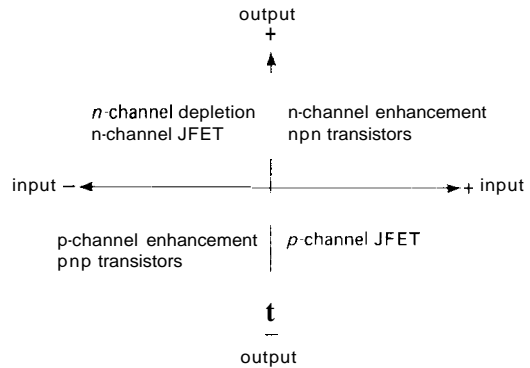 output
+
n-channel depletion n-channel enhancement
n-channel JFET npn transistors
input − + input
p-channel enhancement p-channel JFET
pnp transistors
t
−
output